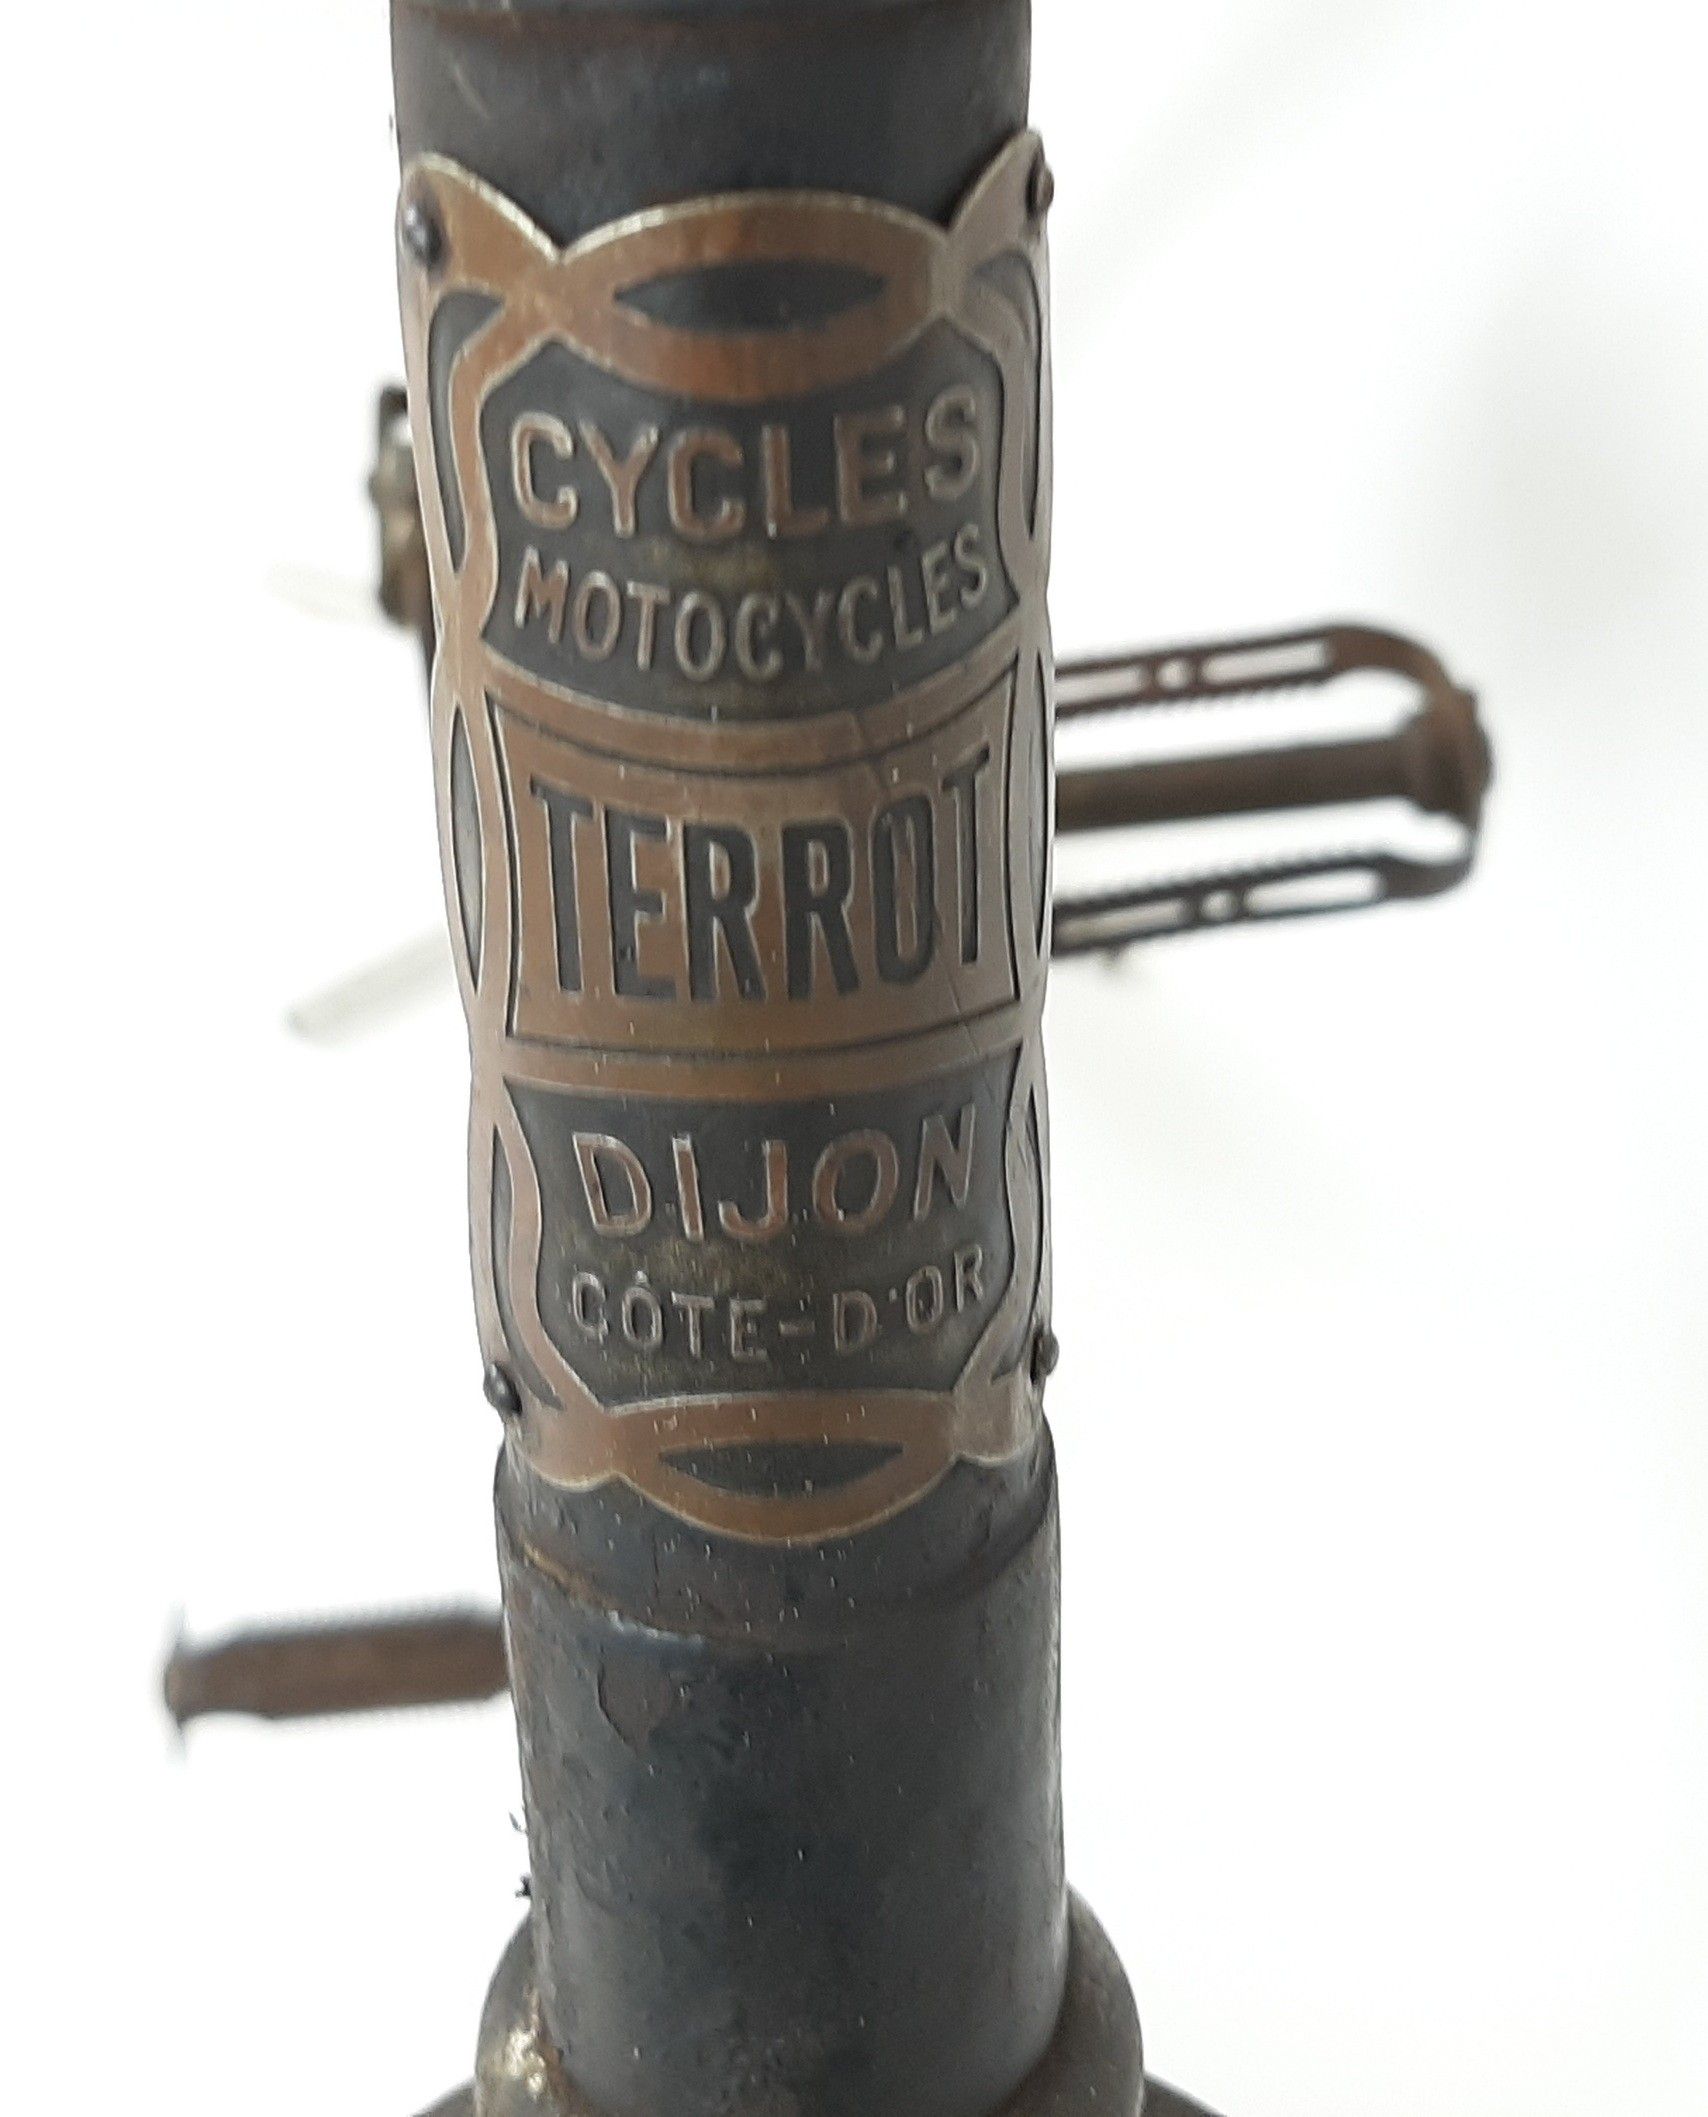 CYCLES
MOTOCYCLES
TERROT
DIJON
CÔTE-D'OR